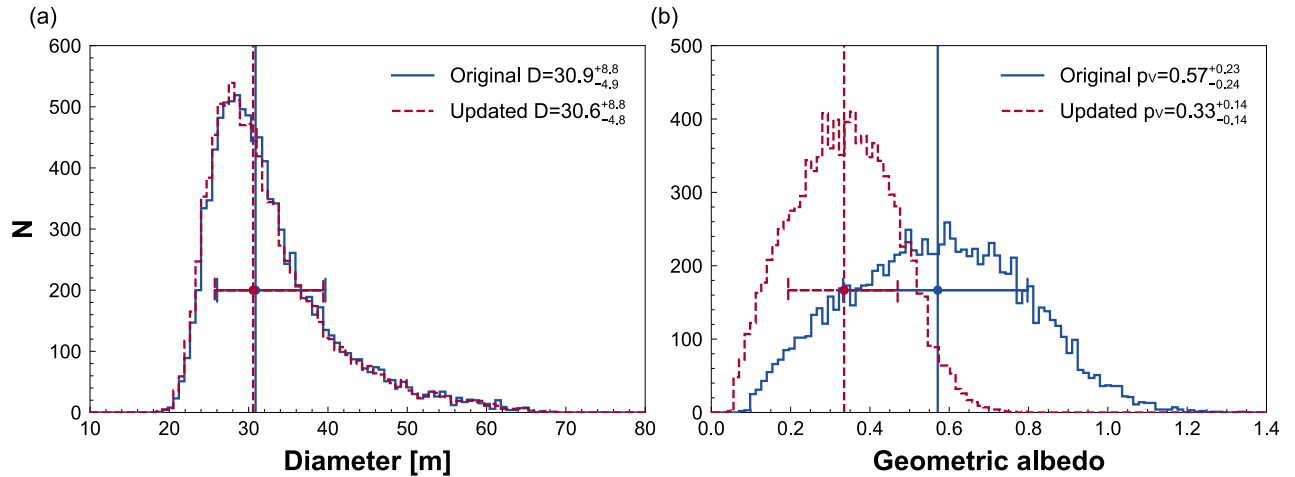 (a)
600
500
400
300
200
100
0
N
10 20 30 40 50 60 70 80
Diameter [m]
Original D=30.9+8.8 −4.9
Updated D=30.6+8.8 −4.8
(b)
500
400
300
200
100
0
0.0 0.2 0.4 0.6 0.8 1.0 1.2 1.4
Geometric albedo
Original pv=0.57+0.23 −0.24
Updated pv=0.33+0.14 −0.14